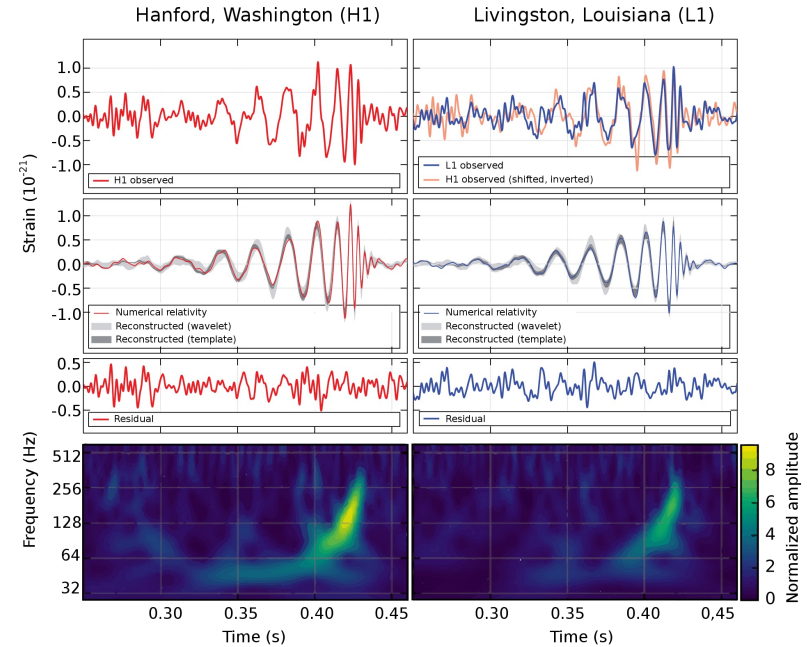 Hanford, Washington (H1)
Livingston, Louisiana (L1)
Strain (10⁻²¹)
1.0
0.5
0.0
-0.5
-1.0
H1 observed
L1 observed
H1 observed (shifted, inverted)
1.0
0.5
0.0
-0.5
-1.0
Numerical relativity
Reconstructed (wavelet)
Reconstructed (template)
Numerical relativity
Reconstructed (wavelet)
Reconstructed (template)
0.5
0.0
-0.5
Residual
Residual
Frequency (Hz)
512
256
128
64
32
8
6
4
2
0
Normalized amplitude
0.30 0.35 0.40 0.45
0.30 0.35 0.40 0,45
Time (s)
Time (s)